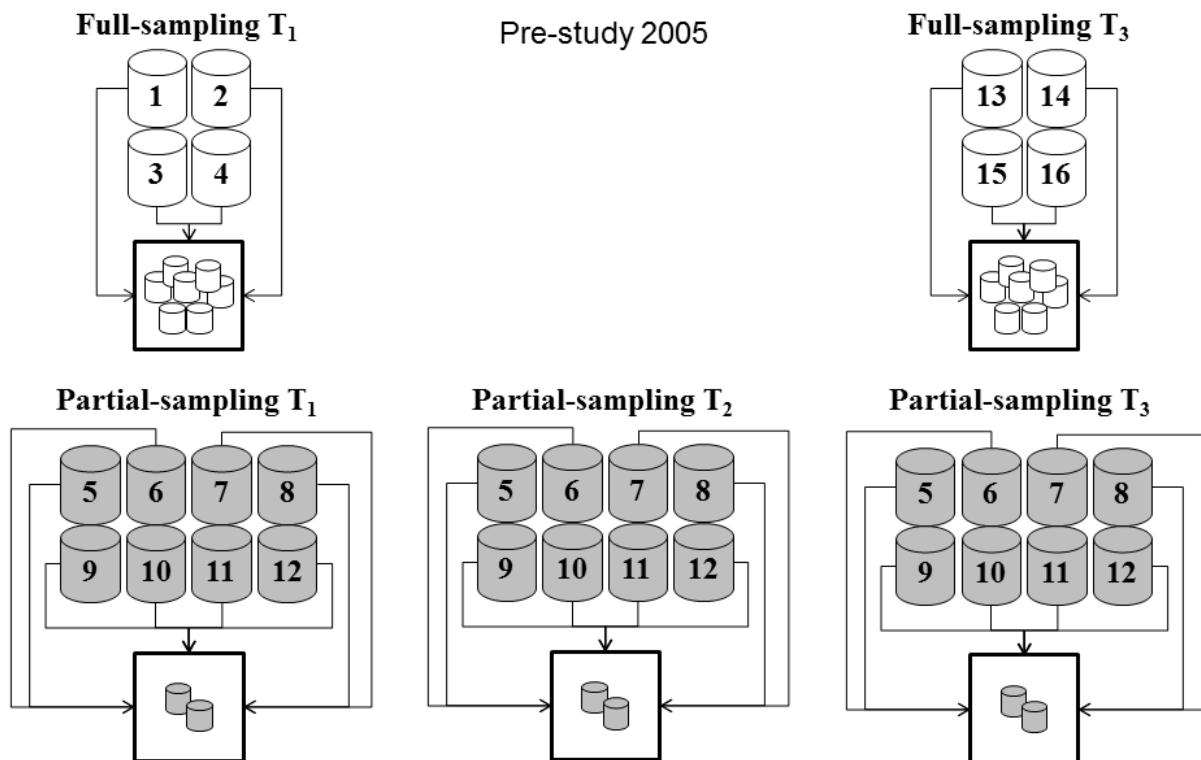 Full-sampling T₁
Pre-study 2005
Full-sampling T₃
1 2
13 14
3 4
15 16
Partial-sampling T₁
Partial-sampling T₂
Partial-sampling T₃
5 6 7 8
5 6 7 8
5 6 7 8
9 10 11 12
9 10 11 12
9 10 11 12